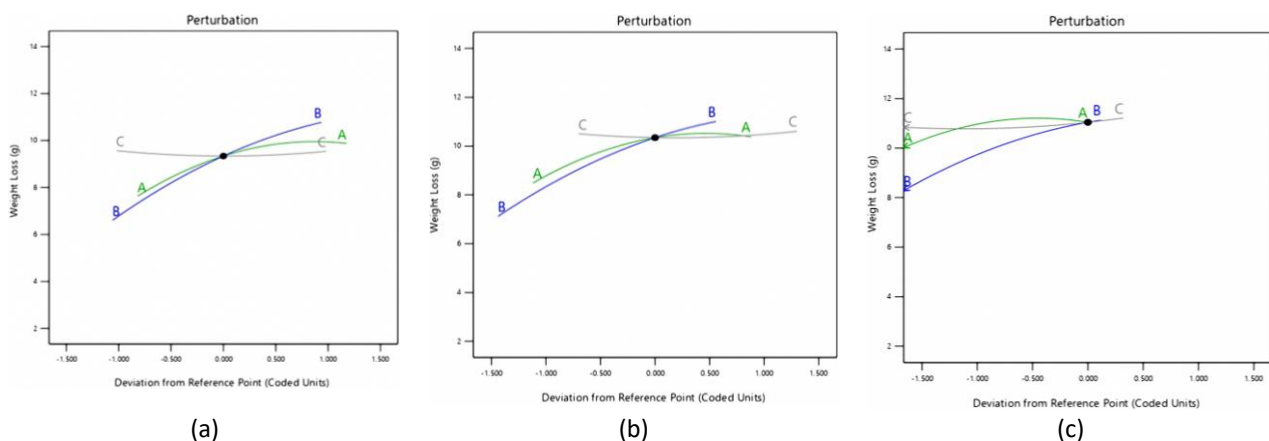 Perturbation
14
12
10
8
6
4
2
Weight Loss (g)
A
B
C
A
B
C
-1.500
-1.000
-0.500
0.000
0.500
1.000
1.500
Deviation from Reference Point (Coded Units)
(a)
Perturbation
14
12
10
8
6
4
2
Weight Loss (g)
A
B
C
A
B
C
-1.500
-1.000
-0.500
0.000
0.500
1.000
1.500
Deviation from Reference Point (Coded Units)
(b)
Perturbation
14
12
0
8
6
4
2
Weight Loss (g)
C
A
B
A
B
C
-1.500
-1.000
-0.500
0.000
0.500
1.000
1.500
Deviation from Reference Point (Coded Units)
(c)